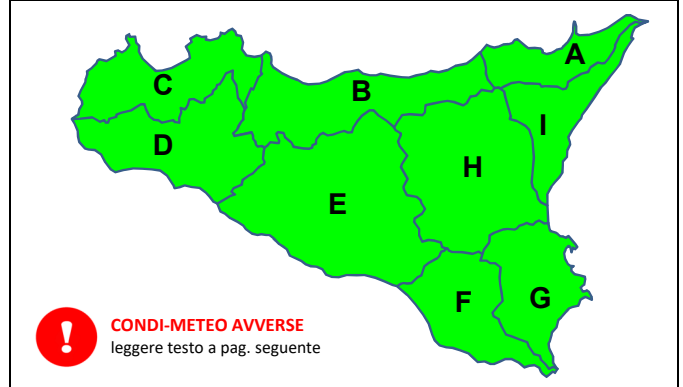 A
C
B
I
D
H
E
F
G
!
CONDI-METEO AVVERSE
leggere testo a pag. seguente